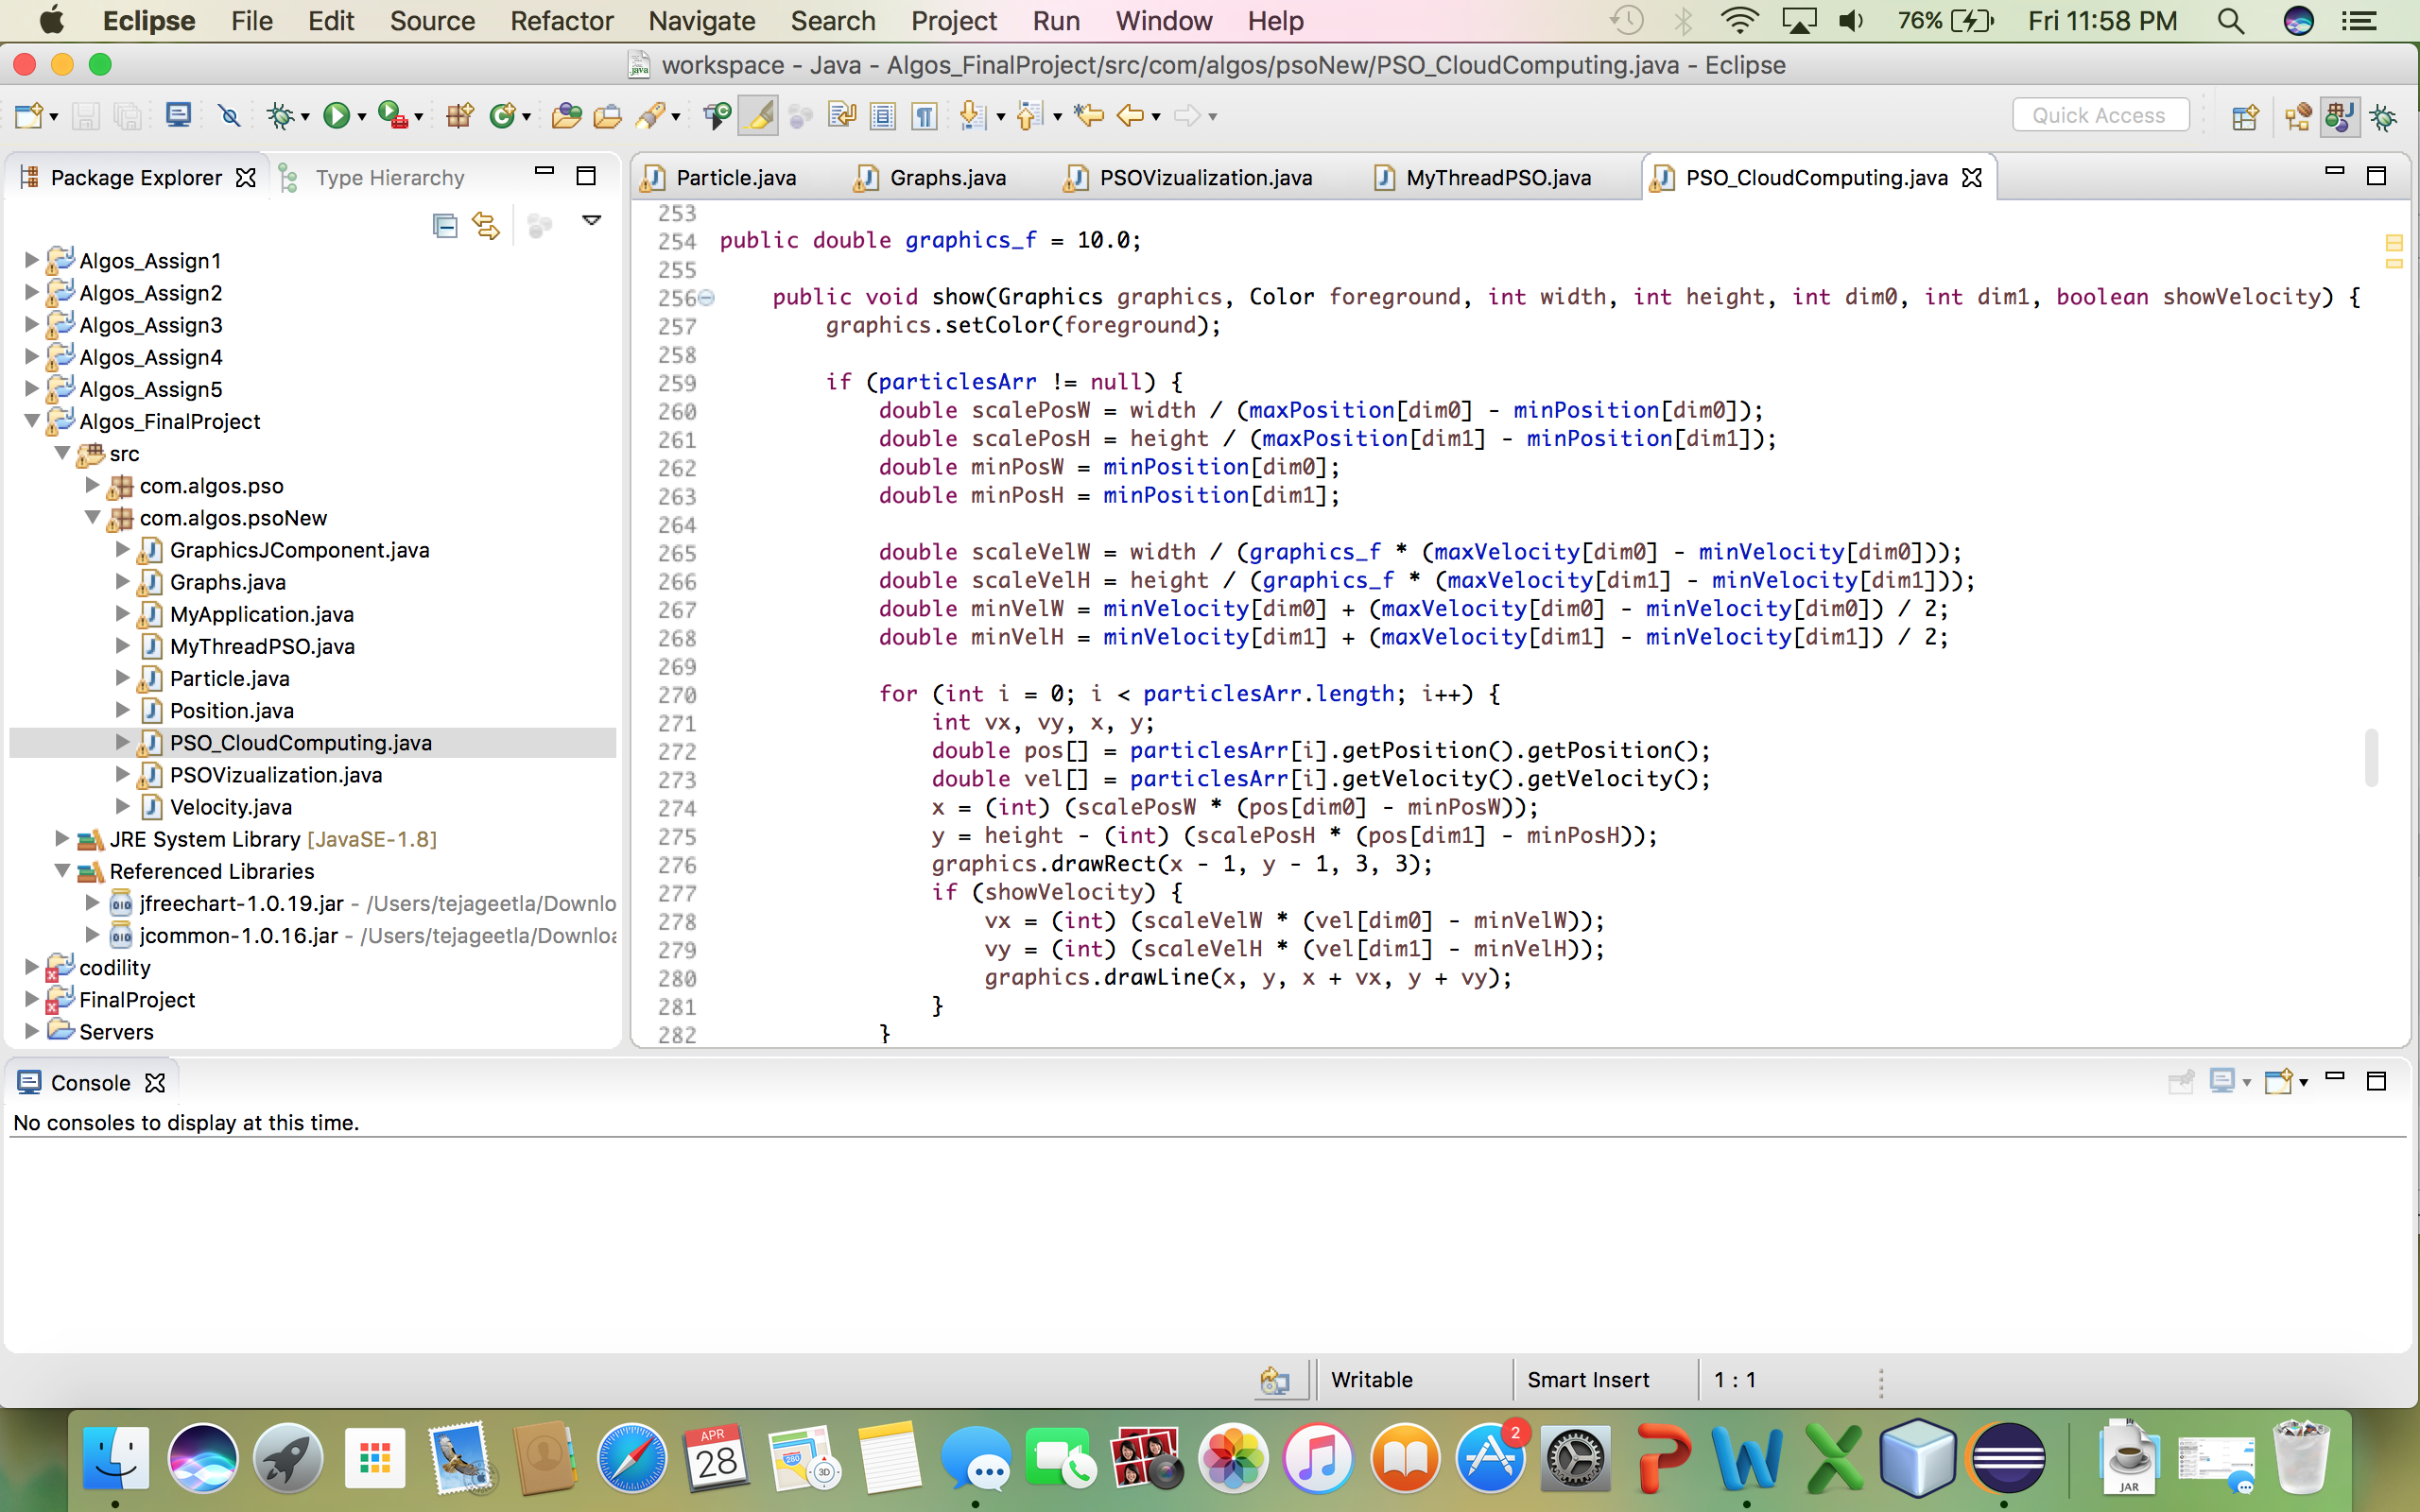 Eclipse File Edit Source Refactor Navigate Search Project Run Window Help 76% Fri 11:58 PM
workspace - Java - Algos_FinalProject/src/com/algos/psoNew/PSO_CloudComputing.java - Eclipse
Quick Access
Package Explorer Type Hierarchy
Algos_Assign1
Algos_Assign2
Algos_Assign3
Algos_Assign4
Algos_Assign5
Algos_FinalProject
src
com.algos.pso
com.algos.psoNew
GraphicsJComponent.java
Graphs.java
MyApplication.java
MyThreadPSO.java
Particle.java
Position.java
PSO_CloudComputing.java
PSOVizualization.java
Velocity.java
JRE System Library [JavaSE-1.8]
Referenced Libraries
jfreechart-1.0.19.jar - /Users/tejageetla/Downlo
jcommon-1.0.16.jar - /Users/tejageetla/Downloa
codility
FinalProject
Servers
Particle.java Graphs.java PSOVizualization.java MyThreadPSO.java PSO_CloudComputing.java
253
254 public double graphics_f = 10.0;
255
256 public void show(Graphics graphics, Color foreground, int width, int height, int dim0, int dim1, boolean showVelocity) {
257 graphics.setColor(foreground);
258
259 if (particlesArr != null) {
260 double scalePosW = width / (maxPosition[dim0] - minPosition[dim0]);
261 double scalePosH = height / (maxPosition[dim1] - minPosition[dim1]);
262 double minPosW = minPosition[dim0];
263 double minPosH = minPosition[dim1];
264
265 double scaleVelW = width / (graphics_f * (maxVelocity[dim0] - minVelocity[dim0]));
266 double scaleVelH = height / (graphics_f * (maxVelocity[dim1] - minVelocity[dim1]));
267 double minVelW = minVelocity[dim0] + (maxVelocity[dim0] - minVelocity[dim0]) / 2;
268 double minVelH = minVelocity[dim1] + (maxVelocity[dim1] - minVelocity[dim1]) / 2;
269
270 for (int i = 0; i < particlesArr.length; i++) {
271 int vx, vy, x, y;
272 double pos[] = particlesArr[i].getPosition().getPosition();
273 double vel[] = particlesArr[i].getVelocity().getVelocity();
274 x = (int) (scalePosW * (pos[dim0] - minPosW));
275 y = height - (int) (scalePosH * (pos[dim1] - minPosH));
276 graphics.drawRect(x - 1, y - 1, 3, 3);
277 if (showVelocity) {
278 vx = (int) (scaleVelW * (vel[dim0] - minVelW));
279 vy = (int) (scaleVelH * (vel[dim1] - minVelH));
280 graphics.drawLine(x, y, x + vx, y + vy);
281 }
282 }
Console
No consoles to display at this time.
Writable Smart Insert 1 : 1
APR
28
280
3D
2
JAR